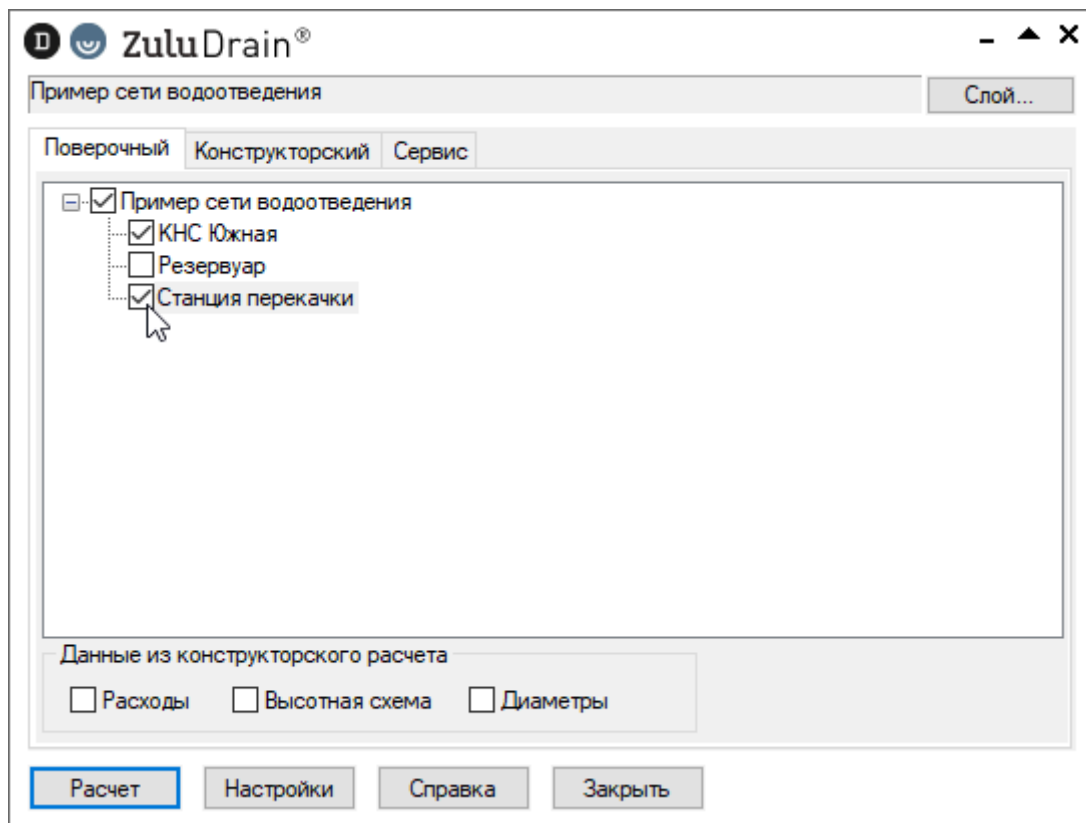 D ZuluDrain®
Пример сети водоотведения Слой...
Поверочный Конструкторский Сервис
Пример сети водоотведения
КНС Южная
Резервуар
Станция перекачки
Данные из конструкторского расчета
Расходы Высотная схема Диаметры
Расчет Настройки Справка Закрыть